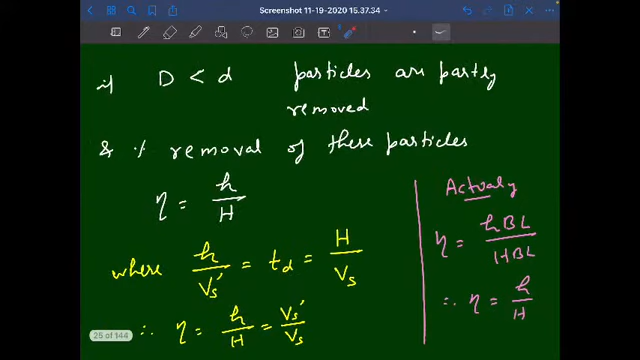 Screenshot 11-19-2020 15.37.34
if D < d particles are partly
removed
& % removal of these particles
η = h/H
where h/Vs' = td = H/Vs
∴ η = h/H = Vs'/Vs
Actualy
η = hBL/HBL
∴ η = h/H
25 of 144